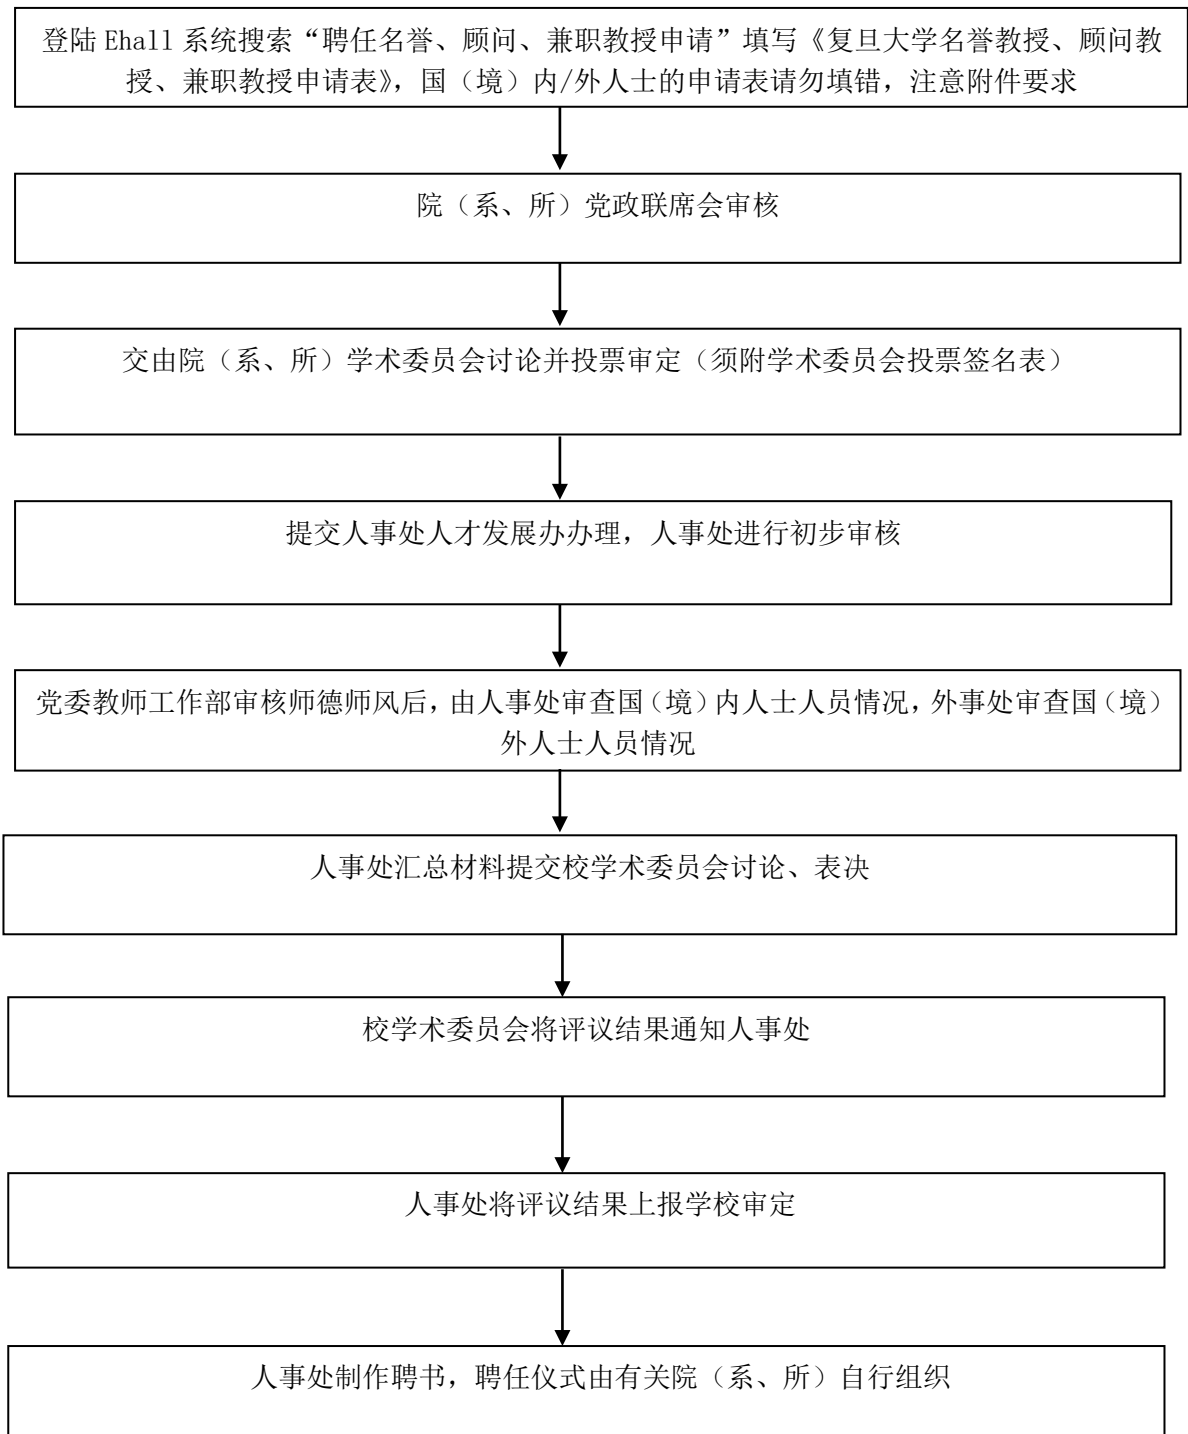 登陆 Ehall 系统搜索“聘任名誉、顾问、兼职教授申请”填写《复旦大学名誉教授、顾问教
授、兼职教授申请表》，国（境）内/外人士的申请表请勿填错，注意附件要求
院（系、所）党政联席会审核
交由院（系、所）学术委员会讨论并投票审定（须附学术委员会投票签名表）
提交人事处人才发展办办理，人事处进行初步审核
党委教师工作部审核师德师风后，由人事处审查国（境）内人士人员情况，外事处审查国（境）
外人士人员情况
人事处汇总材料提交校学术委员会讨论、表决
校学术委员会将评议结果通知人事处
人事处将评议结果上报学校审定
人事处制作聘书，聘任仪式由有关院（系、所）自行组织